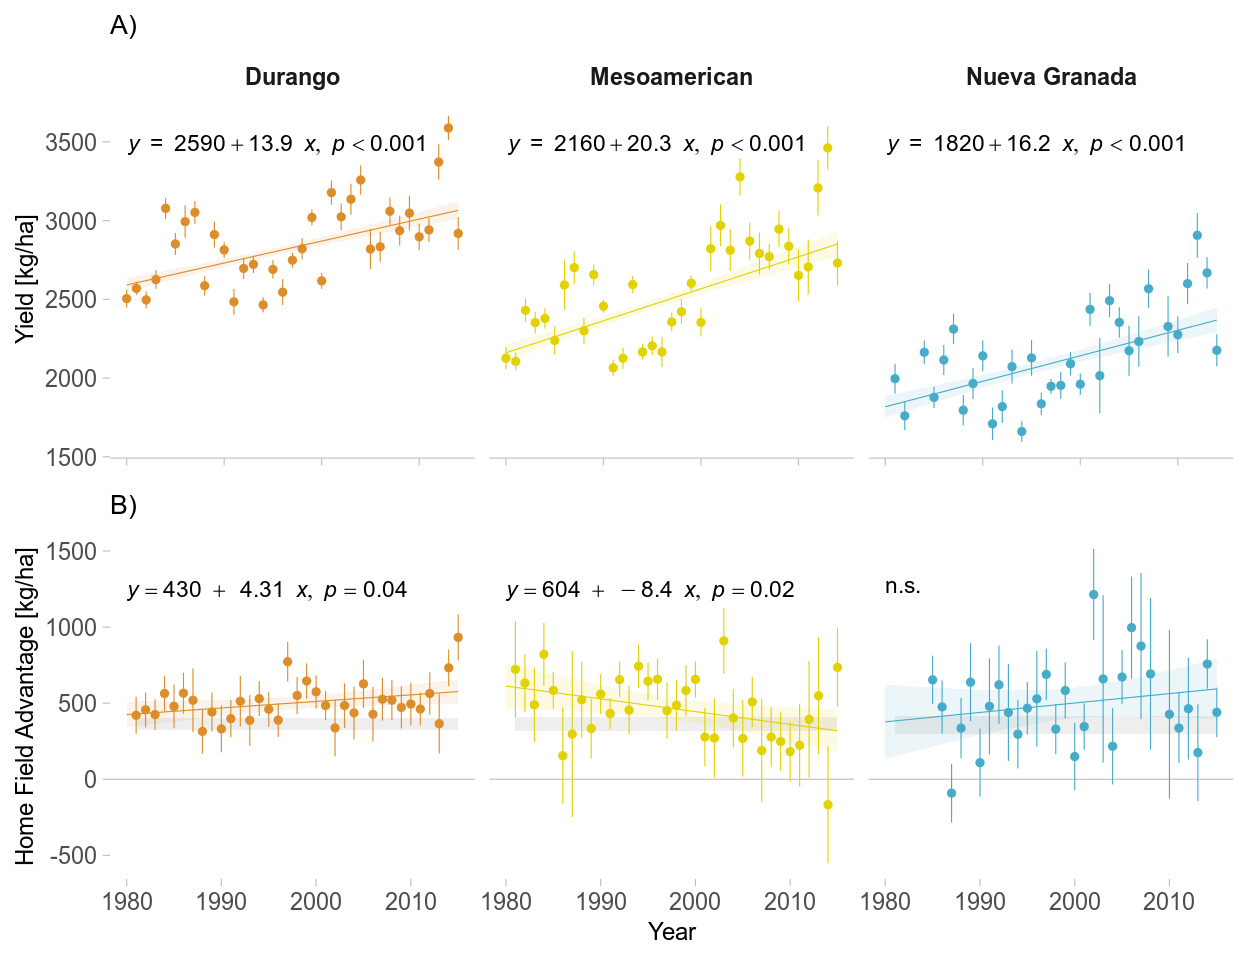 A)
Durango Mesoamerican Nueva Granada
y = 2590 + 13.9 x, p < 0.001 y = 2160 + 20.3 x, p < 0.001 y = 1820 + 16.2 x, p < 0.001
Yield [kg/ha]
3500
3000
2500
2000
1500
B)
y = 430 + 4.31 x, p = 0.04 y = 604 + − 8.4 x, p = 0.02 n.s.
Home Field Advantage [kg/ha]
1500
1000
500
0
-500
1980 1990 2000 2010 1980 1990 2000 2010 1980 1990 2000 2010
Year